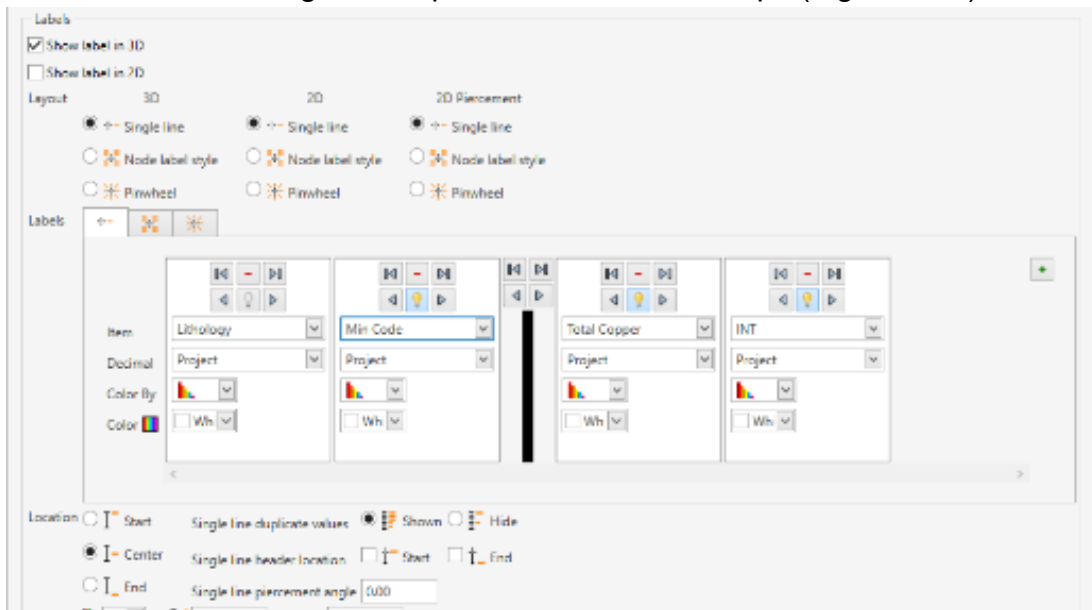 Labels
Show label in 3D
Show label in 2D
Layout 3D 2D 2D Piercement
Single line Single line Single line
Node label style Node label style Node label style
Pinwheel Pinwheel Pinwheel
Labels
Item Lithology Min Code Total Copper INT
Decimal Project Project Project Project
Color By
Color Wh Wh Wh Wh
Location Start Single line duplicate values Shown Hide
Center Single line header location Start End
End Single line piercement angle 0.00